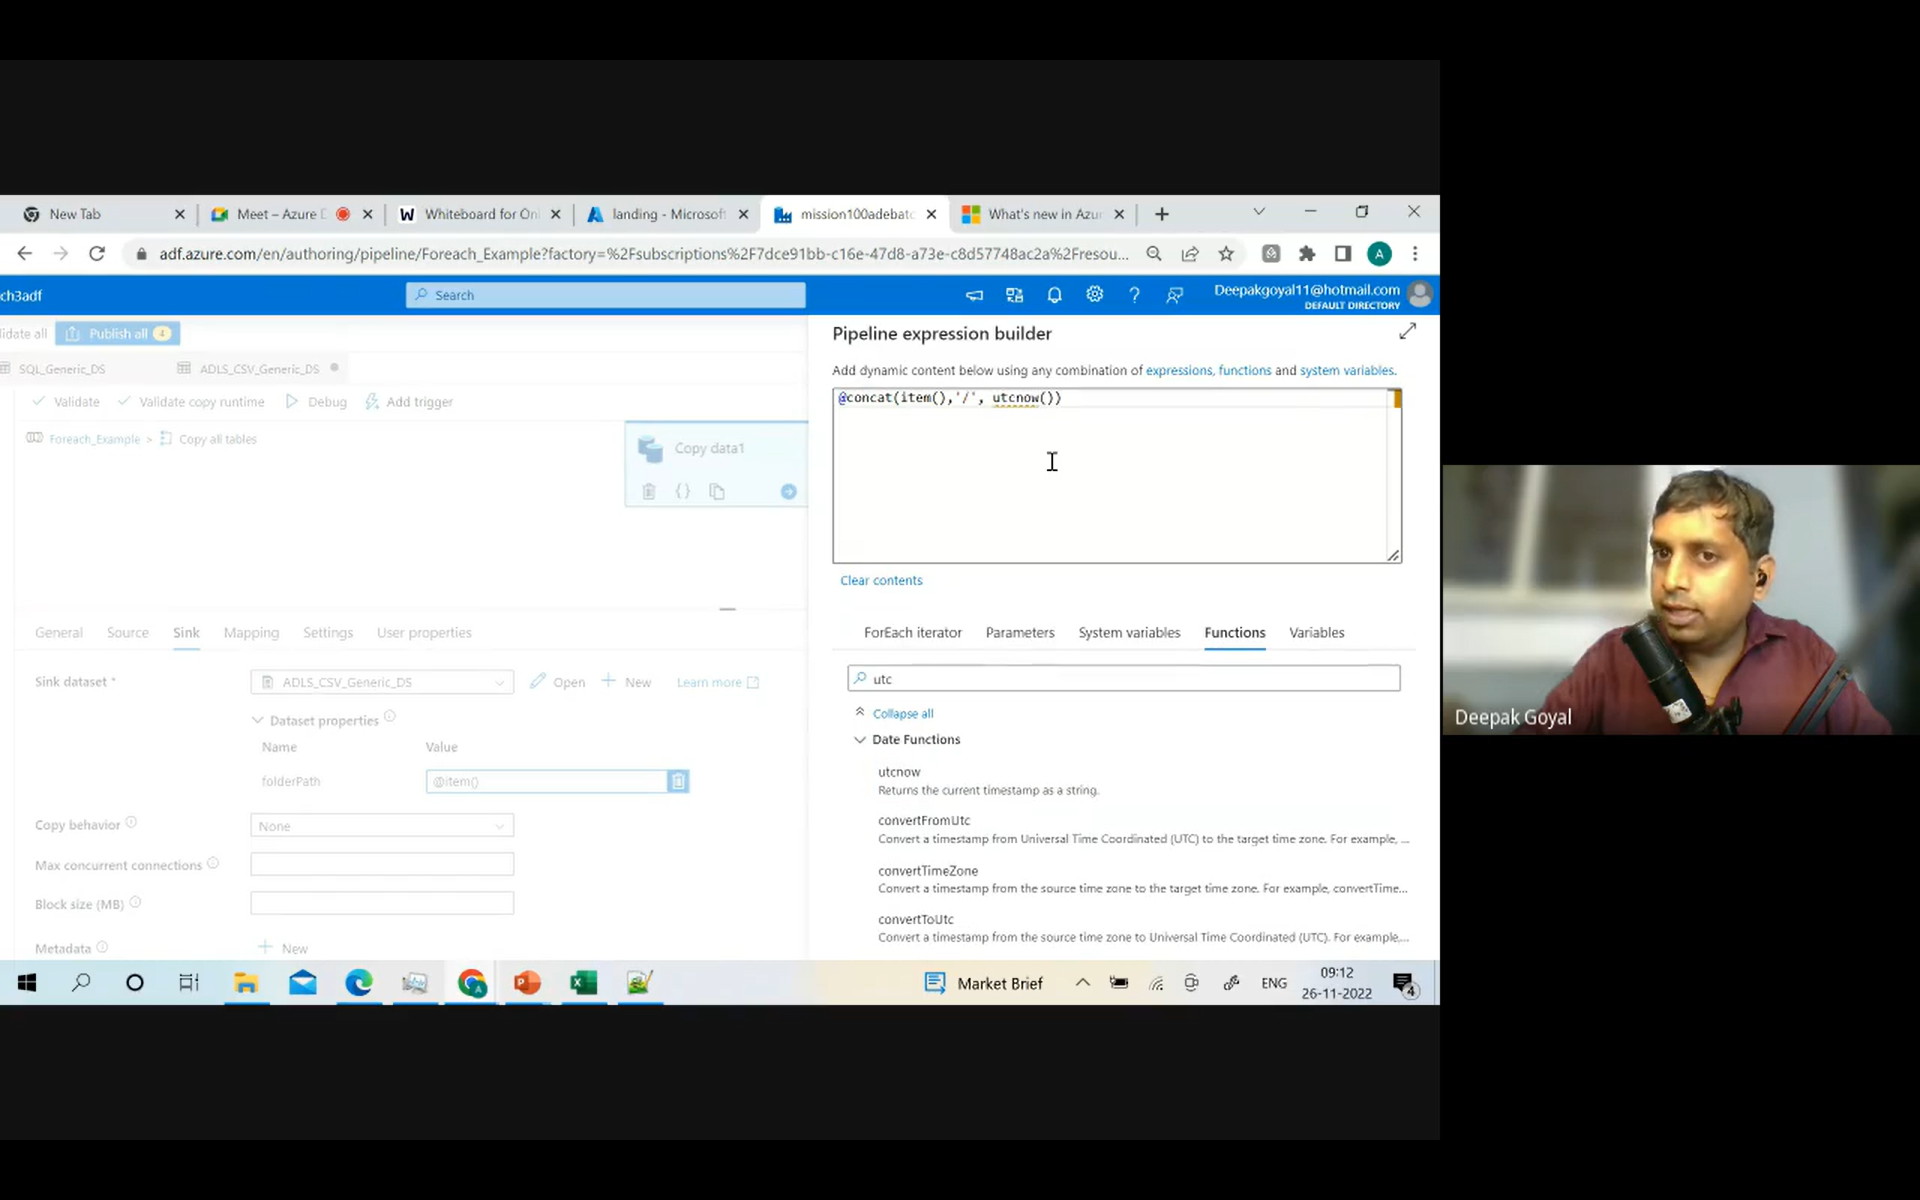 New Tab
Meet – Azure D
Whiteboard for Onl
landing - Microsoft
mission100adebatc
What's new in Azur
adf.azure.com/en/authoring/pipeline/Foreach_Example?factory=%2Fsubscriptions%2F7dce91bb-c16e-47d8-a73e-c8d57748ac2a%2Fresou...
A
ch3adf
Search
Deepakgoyal11@hotmail.com
DEFAULT DIRECTORY
lidate all
Publish all 4
Pipeline expression builder
SQL_Generic_DS
ADLS_CSV_Generic_DS
Add dynamic content below using any combination of expressions, functions and system variables.
Validate
Validate copy runtime
Debug
Add trigger
@concat(item(),'/', utcnow())
Foreach_Example > Copy all tables
Copy data1
Clear contents
General
Source
Sink
Mapping
Settings
User properties
ForEach iterator
Parameters
System variables
Functions
Variables
Sink dataset *
ADLS_CSV_Generic_DS
Open
New
Learn more
utc
Collapse all
Dataset properties
Date Functions
Name
Value
folderPath
@item()
utcnow
Returns the current timestamp as a string.
Copy behavior
None
convertFromUtc
Convert a timestamp from Universal Time Coordinated (UTC) to the target time zone. For example, ...
Max concurrent connections
convertTimeZone
Convert a timestamp from the source time zone to the target time zone. For example, convertTime...
Block size (MB)
convertToUtc
Convert a timestamp from the source time zone to Universal Time Coordinated (UTC). For example,...
Metadata
New
Deepak Goyal
Market Brief
ENG
09:12
26-11-2022
4